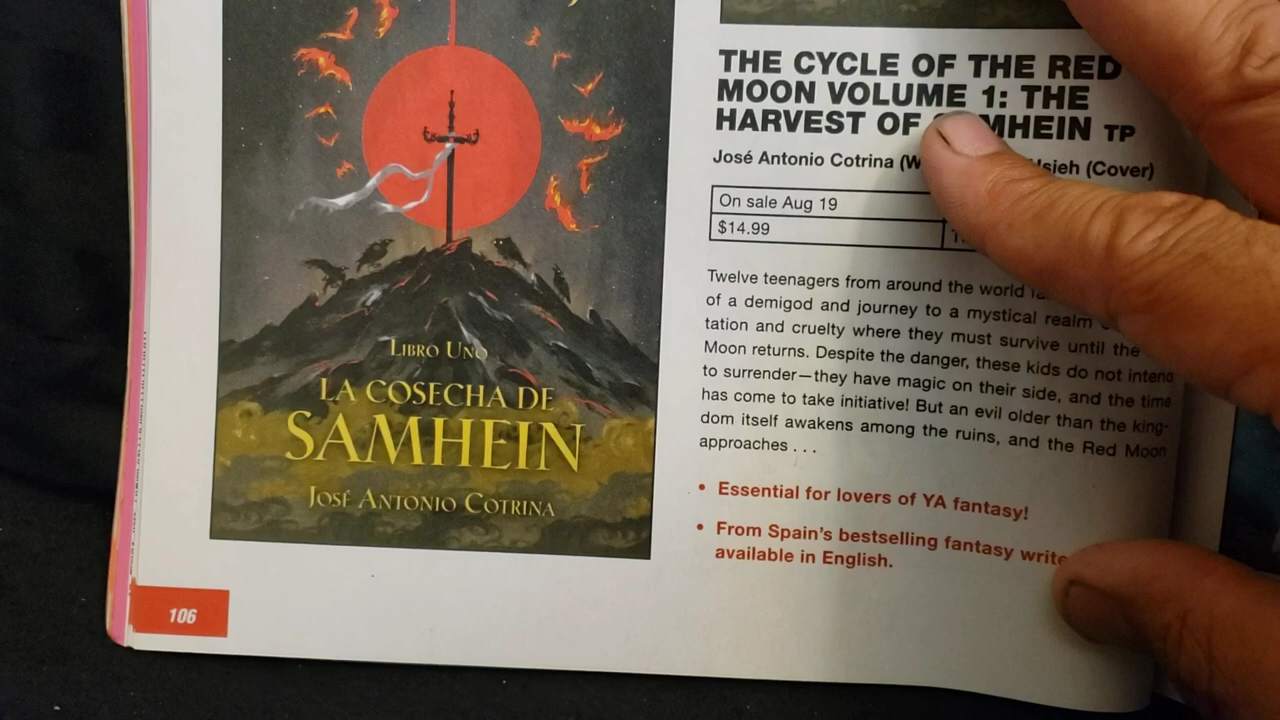 LIBRO UNO
LA COSECHA DE
SAMHEIN
JOSÉ ANTONIO COTRINA
106
THE CYCLE OF THE RED
MOON VOLUME 1: THE
HARVEST OF SAMHEIN TP
José Antonio Cotrina Hsieh (Cover)
On sale Aug 19
$14.99
Twelve teenagers from around the world
of a demigod and journey to a mystical realm
tation and cruelty where they must survive until the
Moon returns. Despite the danger, these kids do not intend
to surrender—they have magic on their side, and the time
has come to take initiative! But an evil older than the king-
dom itself awakens among the ruins, and the Red Moon
approaches . . .
• Essential for lovers of YA fantasy!
• From Spain's bestselling fantasy write
available in English.